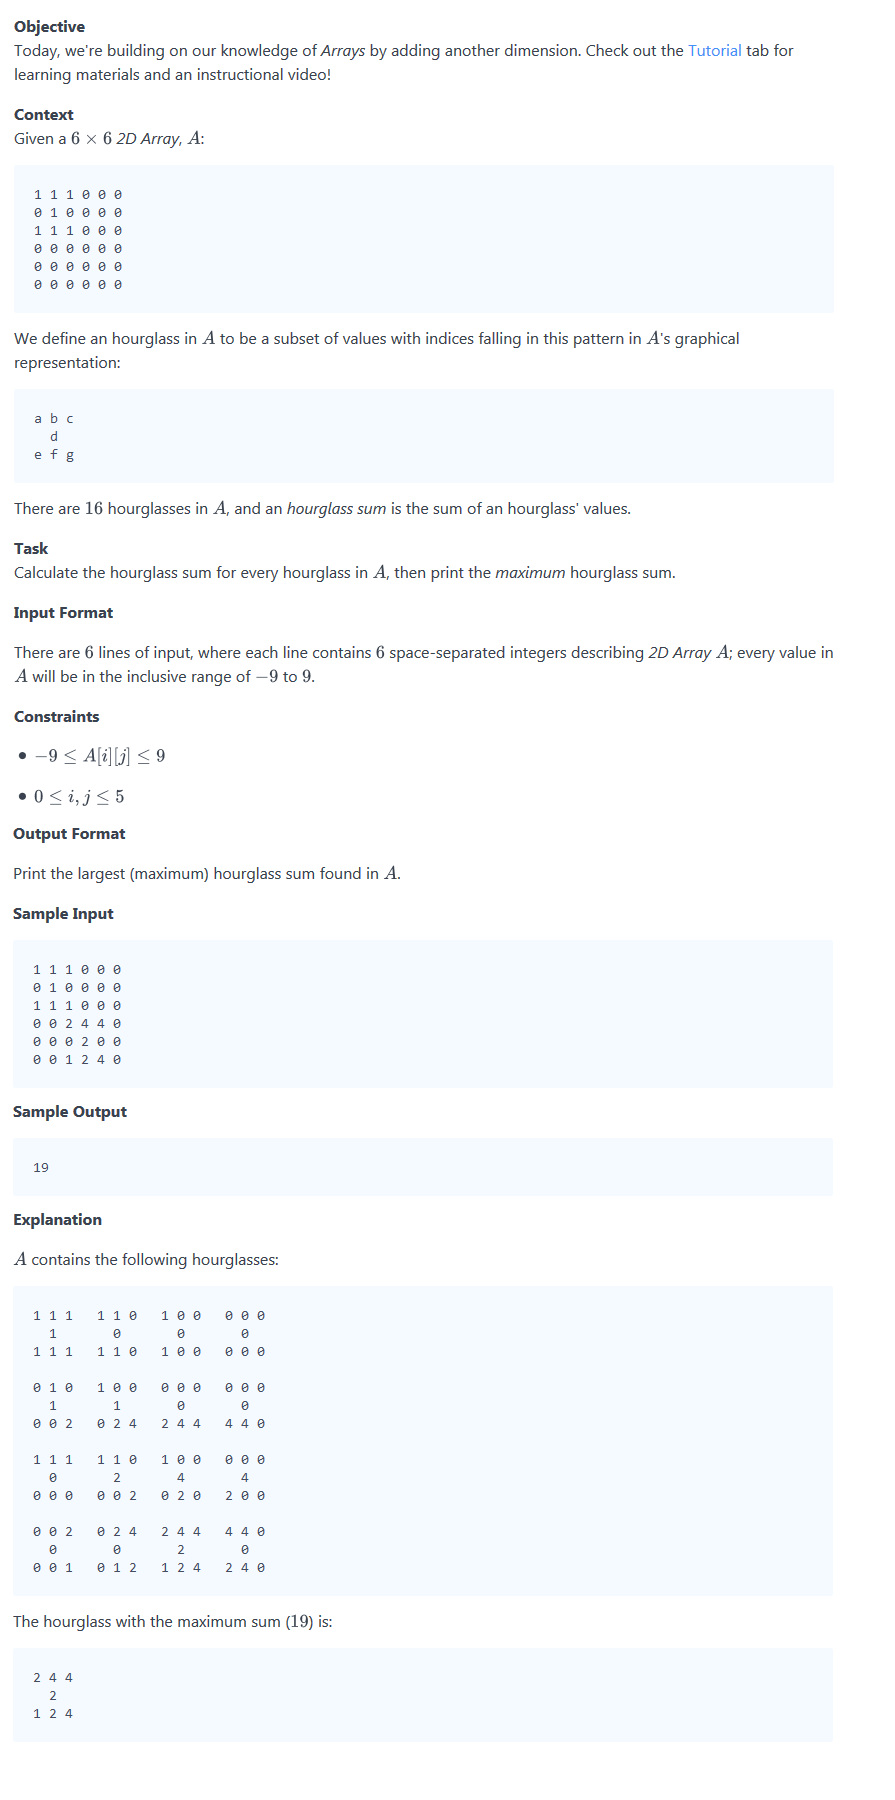 Objective
Today, we're building on our knowledge of Arrays by adding another dimension. Check out the Tutorial tab for
learning materials and an instructional video!
Context
Given a 6 × 6 2D Array, A:
1 1 1 0 0 0
0 1 0 0 0 0
1 1 1 0 0 0
0 0 0 0 0 0
0 0 0 0 0 0
0 0 0 0 0 0
We define an hourglass in A to be a subset of values with indices falling in this pattern in A's graphical
representation:
a b c
  d
e f g
There are 16 hourglasses in A, and an hourglass sum is the sum of an hourglass' values.
Task
Calculate the hourglass sum for every hourglass in A, then print the maximum hourglass sum.
Input Format
There are 6 lines of input, where each line contains 6 space-separated integers describing 2D Array A; every value in
A will be in the inclusive range of −9 to 9.
Constraints
• −9 ≤ A[i][j] ≤ 9
• 0 ≤ i, j ≤ 5
Output Format
Print the largest (maximum) hourglass sum found in A.
Sample Input
1 1 1 0 0 0
0 1 0 0 0 0
1 1 1 0 0 0
0 0 2 4 4 0
0 0 0 2 0 0
0 0 1 2 4 0
Sample Output
19
Explanation
A contains the following hourglasses:
1 1 1   1 1 0   1 0 0   0 0 0
  1       0       0       0
1 1 1   1 1 0   1 0 0   0 0 0
0 1 0   1 0 0   0 0 0   0 0 0
  1       1       0       0
0 0 2   0 2 4   2 4 4   4 4 0
1 1 1   1 1 0   1 0 0   0 0 0
  0       2       4       4
0 0 0   0 0 2   0 2 0   2 0 0
0 0 2   0 2 4   2 4 4   4 4 0
  0       0       2       0
0 0 1   0 1 2   1 2 4   2 4 0
The hourglass with the maximum sum (19) is:
2 4 4
  2
1 2 4